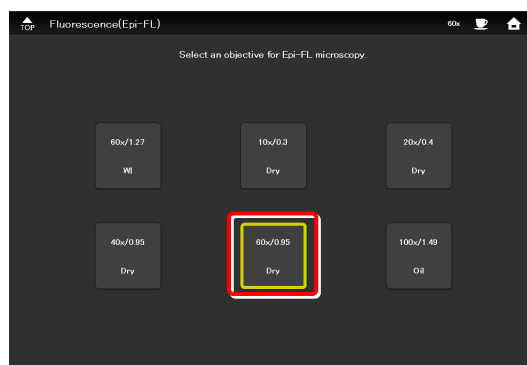 TOP Fluorescence(Epi-FL) 60x
Select an objective for Epi-FL microscopy.
60x/1.27 10x/0.3 20x/0.4
WI Dry Dry
40x/0.95 60x/0.95 100x/1.49
Dry Dry Oil